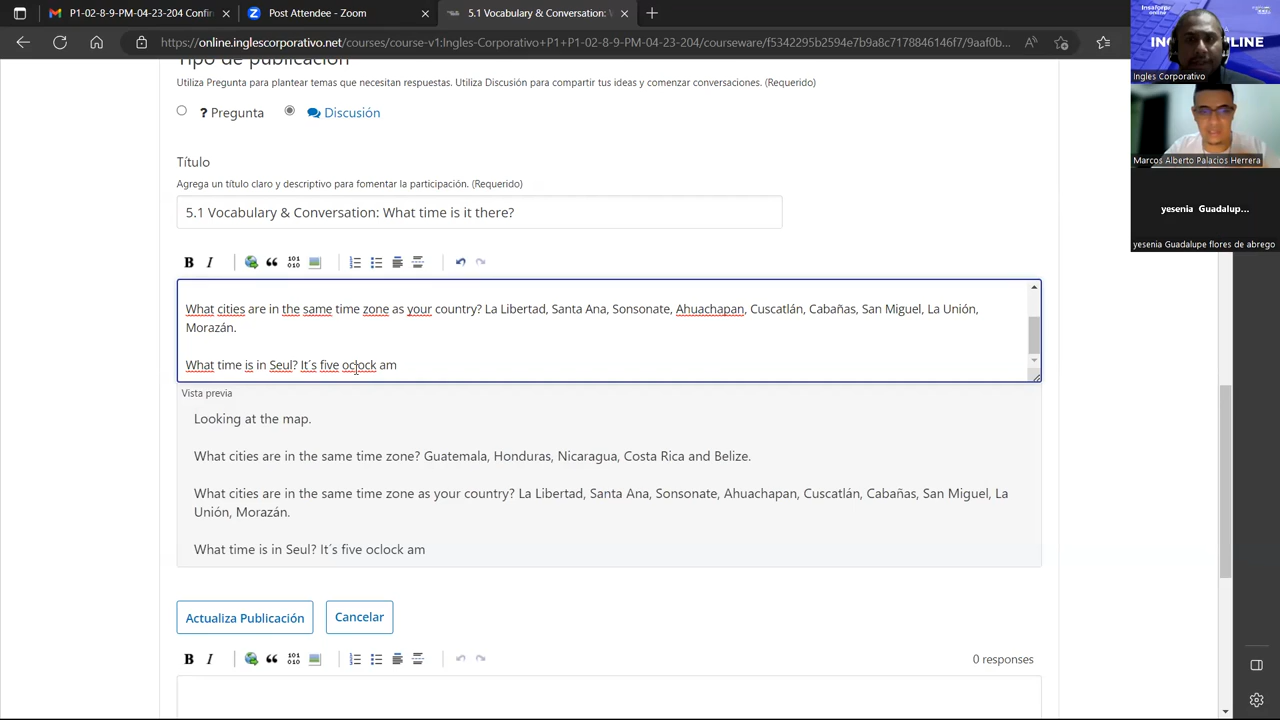 P1-02-8-9-PM-04-23-204 Confir
Post Attendee - Zoom
5.1 Vocabulary & Conversation: W
https://online.inglescorporativo.net/courses/course-v1:Ingles-Corporativo+P1+P1-02-8-9-PM-04-23-204/courseware/f5342295b2594e7b9a8c7178846146f7/9aaf0b...
Tipo de publicación
Utiliza Pregunta para plantear temas que necesitan respuestas. Utiliza Discusión para compartir tus ideas y comenzar conversaciones. (Requerido)
? Pregunta
Discusión
Título
Agrega un título claro y descriptivo para fomentar la participación. (Requerido)
5.1 Vocabulary & Conversation: What time is it there?
B I
What cities are in the same time zone as your country? La Libertad, Santa Ana, Sonsonate, Ahuachapan, Cuscatlán, Cabañas, San Miguel, La Unión,
Morazán.
What time is in Seul? It´s five oclock am
Vista previa
Looking at the map.
What cities are in the same time zone? Guatemala, Honduras, Nicaragua, Costa Rica and Belize.
What cities are in the same time zone as your country? La Libertad, Santa Ana, Sonsonate, Ahuachapan, Cuscatlán, Cabañas, San Miguel, La
Unión, Morazán.
What time is in Seul? It´s five oclock am
Actualiza Publicación
Cancelar
B I
0 responses
Ingles Corporativo
Marcos Alberto Palacios Herrera
yesenia Guadalup...
yesenia Guadalupe flores de abrego